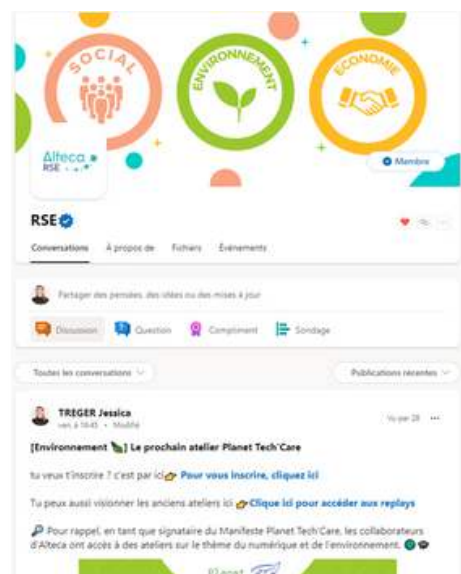 SOCIAL
ENVIRONNEMENT
ECONOMIE
Alteca
RSE
Membre
RSE
Conversations À propos de Fichiers Événements
Partager des pensées, des idées ou des mises à jour
Discussion Question Compliment Sondage
Toutes les conversations Publications récentes
TREGER Jessica
ven. à 16:45 • Modifié
Vu par 28
[Environnement 🌿] Le prochain atelier Planet Tech'Care
tu veux t'inscrire ? c'est par ici👉 Pour vous inscrire, cliquez ici
Tu peux aussi visionner les anciens ateliers ici 👉Clique ici pour accéder aux replays
🔎 Pour rappel, en tant que signataire du Manifeste Planet Tech'Care, les collaborateurs
d'Alteca ont accès à des ateliers sur le thème du numérique et de l'environnement. 🌍🎓
Planet